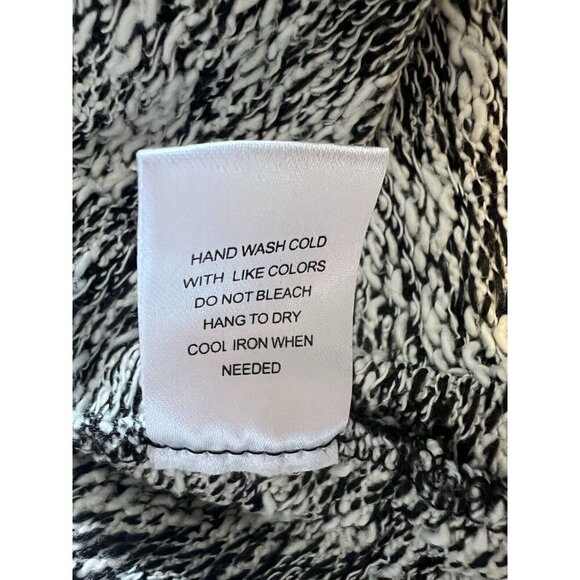 HAND WASH COLD
WITH LIKE COLORS
DO NOT BLEACH
HANG TO DRY
COOL IRON WHEN
NEEDED